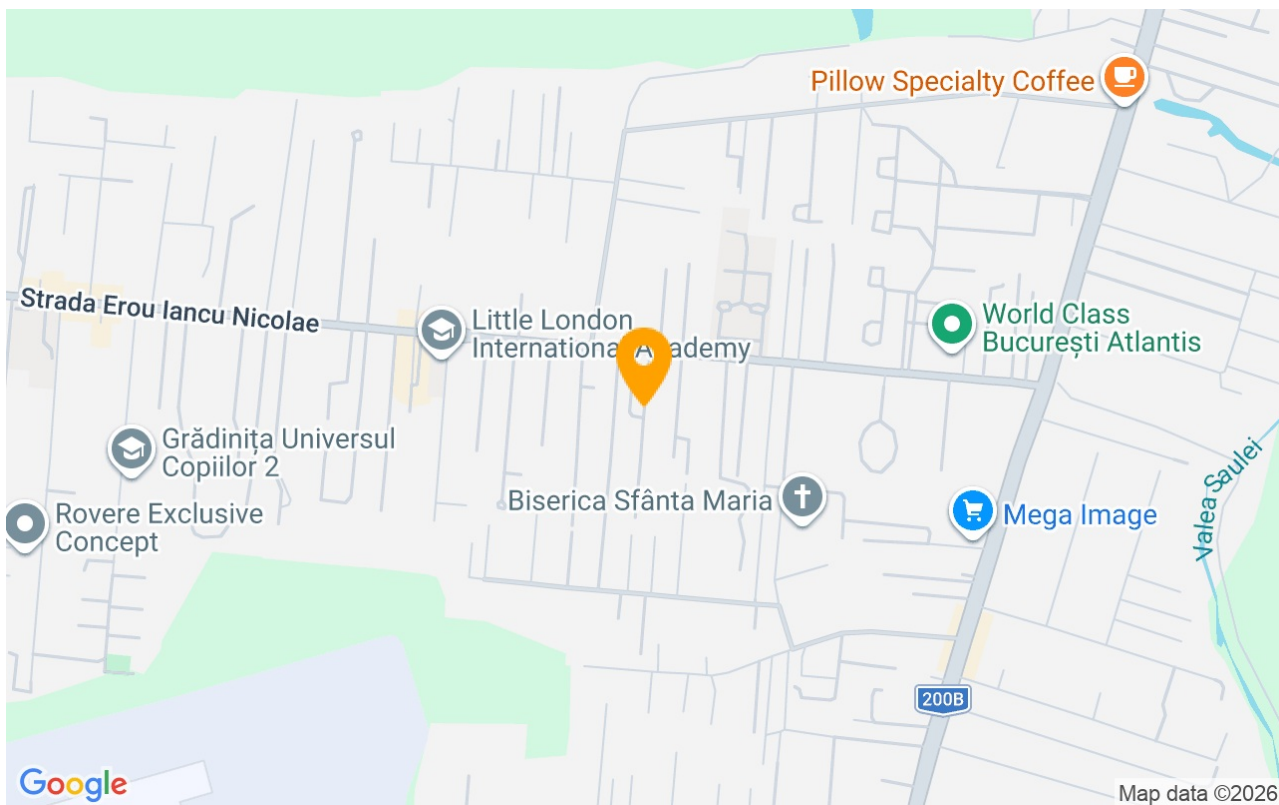 Pillow Specialty Coffee
Strada Erou Iancu Nicolae
Little London
International Academy
World Class
București Atlantis
Grădinița Universul
Copiilor 2
Biserica Sfânta Maria
Rovere Exclusive
Concept
Mega Image
Valea Saulei
200B
Google
Map data ©2026